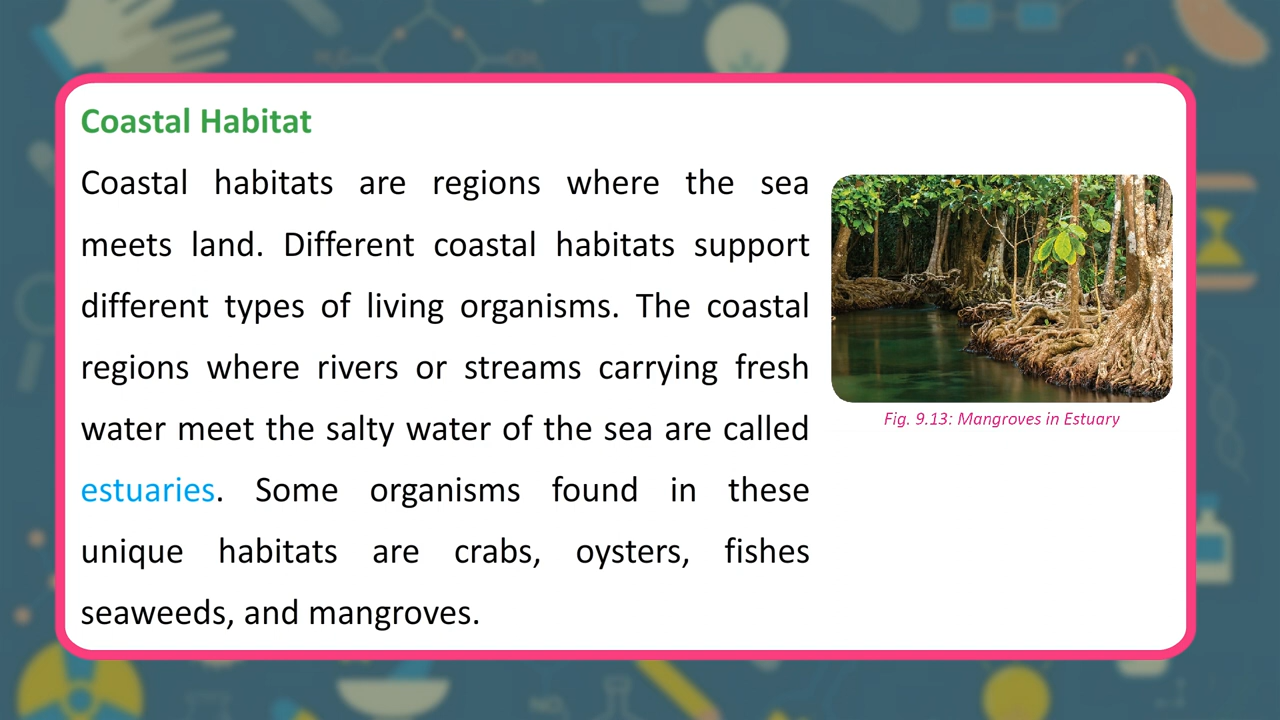 Coastal Habitat
Coastal habitats are regions where the sea
meets land. Different coastal habitats support
different types of living organisms. The coastal
regions where rivers or streams carrying fresh
water meet the salty water of the sea are called
estuaries. Some organisms found in these
unique habitats are crabs, oysters, fishes
seaweeds, and mangroves.
Fig. 9.13: Mangroves in Estuary